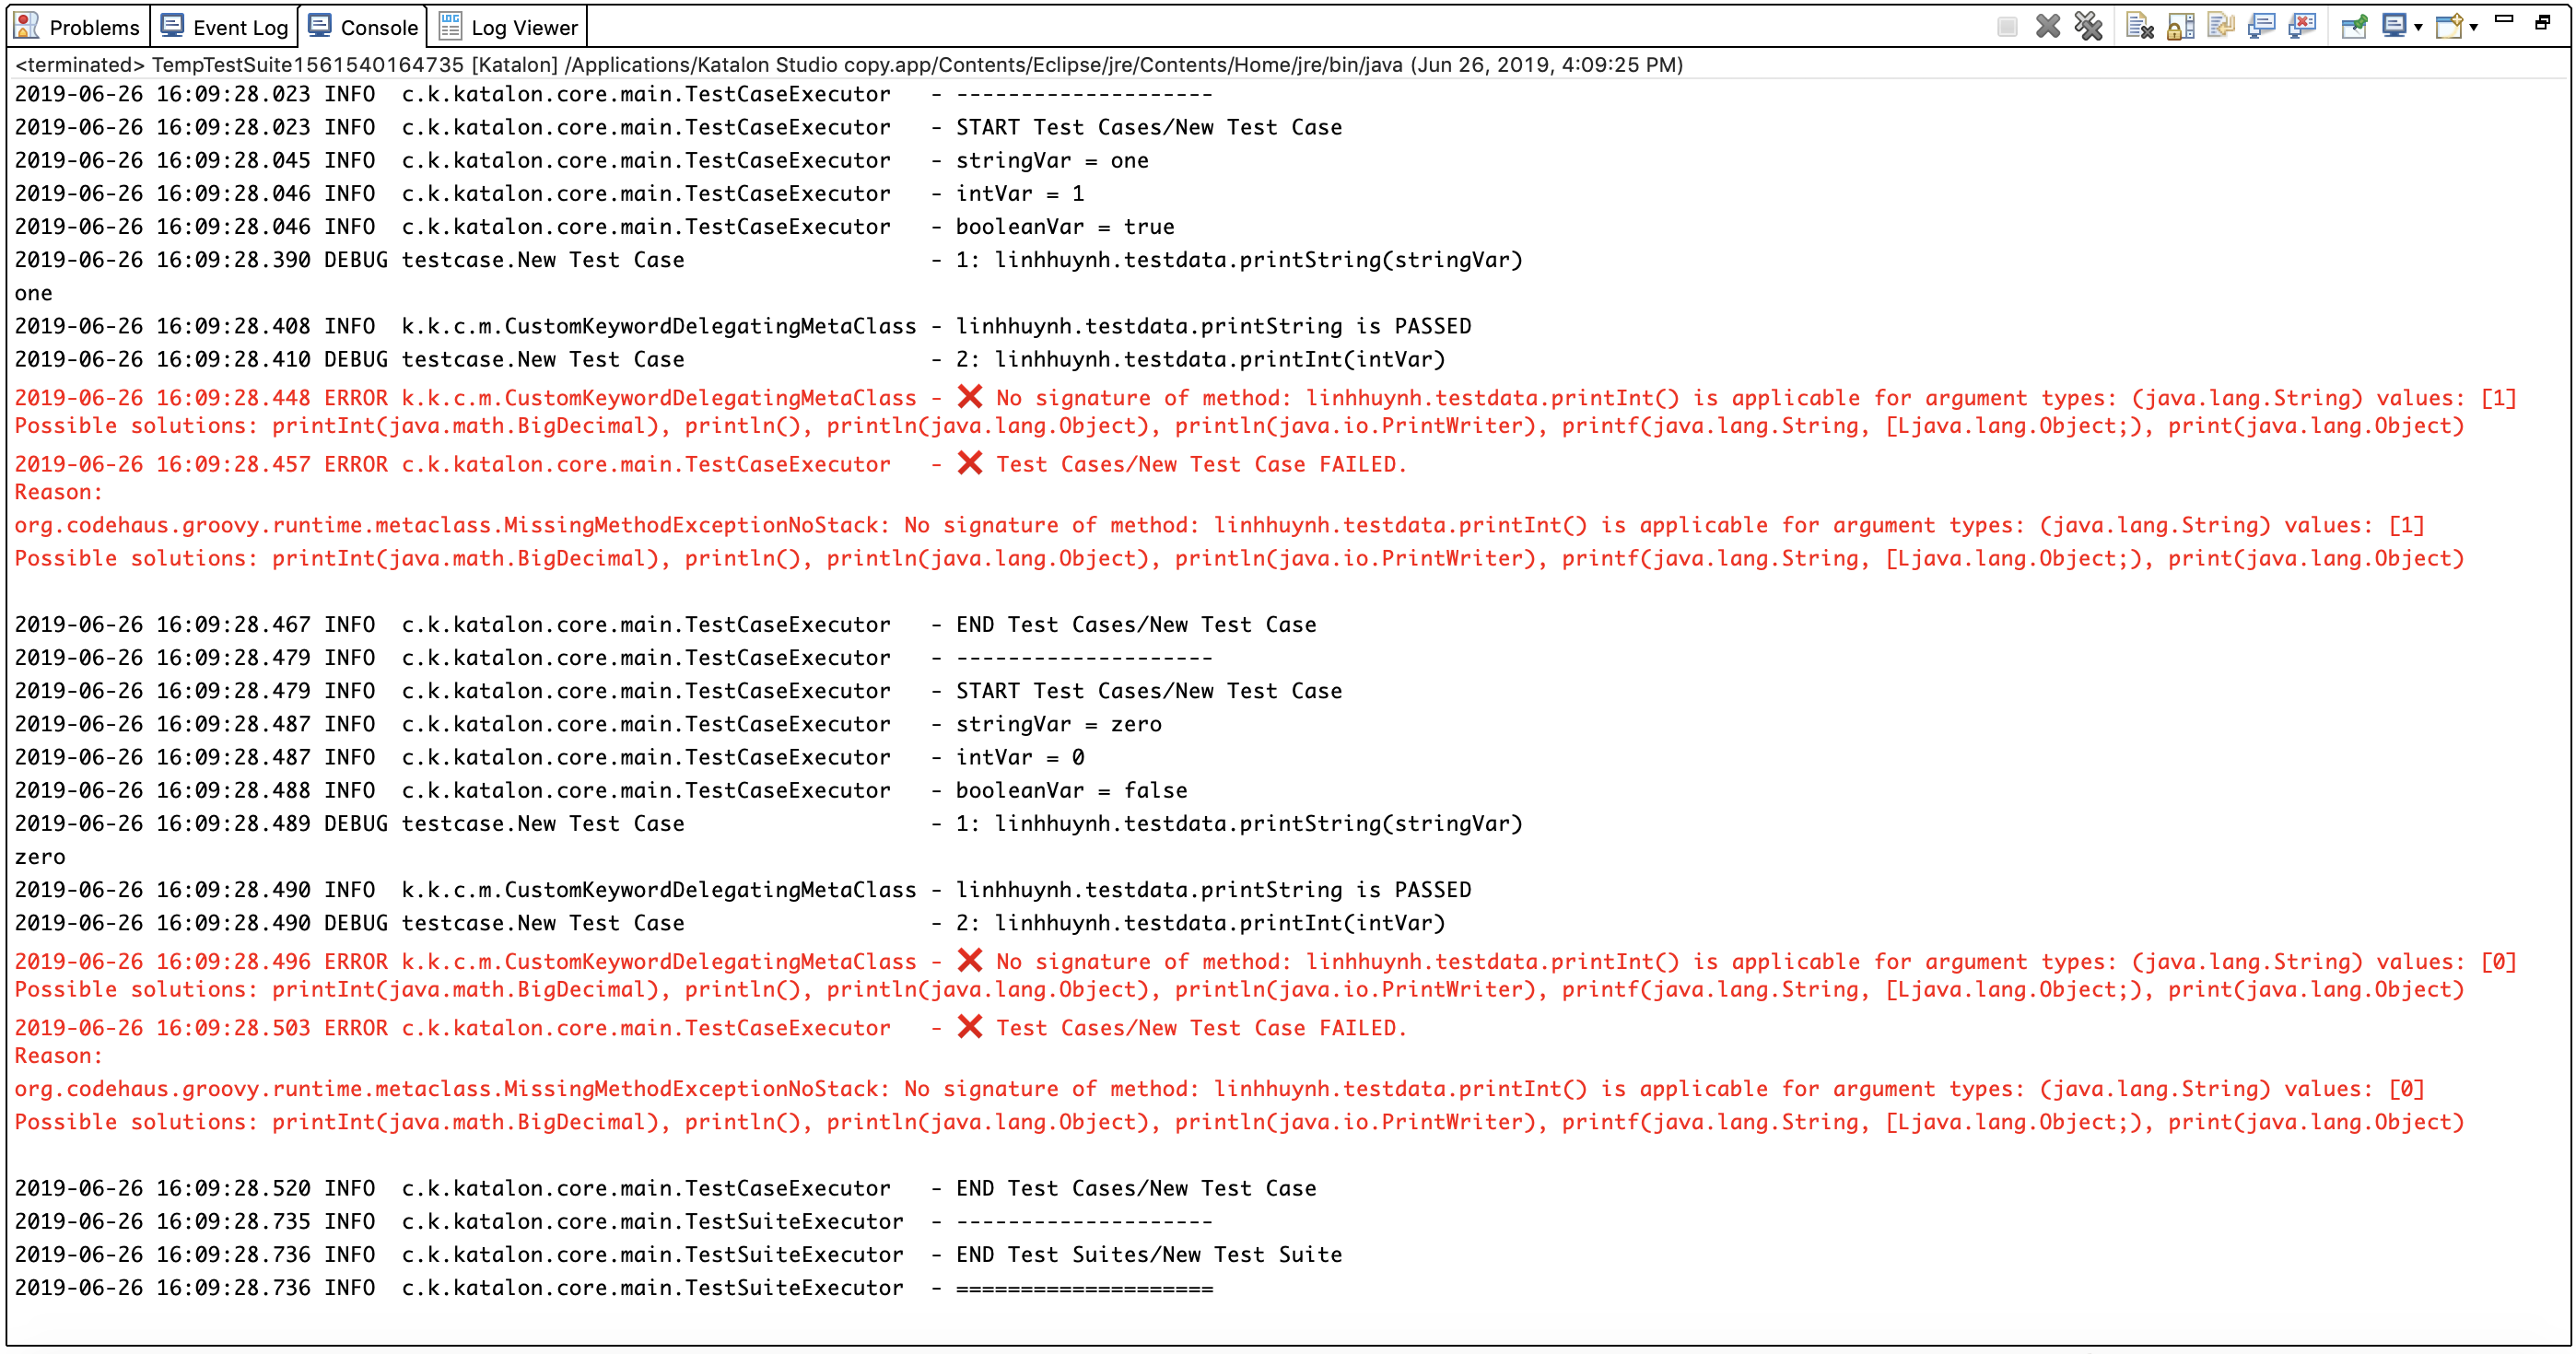 Problems Event Log Console Log Viewer
<terminated> TempTestSuite1561540164735 [Katalon] /Applications/Katalon Studio copy.app/Contents/Eclipse/jre/Contents/Home/jre/bin/java (Jun 26, 2019, 4:09:25 PM)
2019-06-26 16:09:28.023 INFO  c.k.katalon.core.main.TestCaseExecutor   - --------------------
2019-06-26 16:09:28.023 INFO  c.k.katalon.core.main.TestCaseExecutor   - START Test Cases/New Test Case
2019-06-26 16:09:28.045 INFO  c.k.katalon.core.main.TestCaseExecutor   - stringVar = one
2019-06-26 16:09:28.046 INFO  c.k.katalon.core.main.TestCaseExecutor   - intVar = 1
2019-06-26 16:09:28.046 INFO  c.k.katalon.core.main.TestCaseExecutor   - booleanVar = true
2019-06-26 16:09:28.390 DEBUG testcase.New Test Case                   - 1: linhhuynh.testdata.printString(stringVar)
one
2019-06-26 16:09:28.408 INFO  k.k.c.m.CustomKeywordDelegatingMetaClass - linhhuynh.testdata.printString is PASSED
2019-06-26 16:09:28.410 DEBUG testcase.New Test Case                   - 2: linhhuynh.testdata.printInt(intVar)
2019-06-26 16:09:28.448 ERROR k.k.c.m.CustomKeywordDelegatingMetaClass - ❌ No signature of method: linhhuynh.testdata.printInt() is applicable for argument types: (java.lang.String) values: [1]
Possible solutions: printInt(java.math.BigDecimal), println(), println(java.lang.Object), println(java.io.PrintWriter), printf(java.lang.String, [Ljava.lang.Object;), print(java.lang.Object)
2019-06-26 16:09:28.457 ERROR c.k.katalon.core.main.TestCaseExecutor   - ❌ Test Cases/New Test Case FAILED.
Reason:
org.codehaus.groovy.runtime.metaclass.MissingMethodExceptionNoStack: No signature of method: linhhuynh.testdata.printInt() is applicable for argument types: (java.lang.String) values: [1]
Possible solutions: printInt(java.math.BigDecimal), println(), println(java.lang.Object), println(java.io.PrintWriter), printf(java.lang.String, [Ljava.lang.Object;), print(java.lang.Object)
2019-06-26 16:09:28.467 INFO  c.k.katalon.core.main.TestCaseExecutor   - END Test Cases/New Test Case
2019-06-26 16:09:28.479 INFO  c.k.katalon.core.main.TestCaseExecutor   - --------------------
2019-06-26 16:09:28.479 INFO  c.k.katalon.core.main.TestCaseExecutor   - START Test Cases/New Test Case
2019-06-26 16:09:28.487 INFO  c.k.katalon.core.main.TestCaseExecutor   - stringVar = zero
2019-06-26 16:09:28.487 INFO  c.k.katalon.core.main.TestCaseExecutor   - intVar = 0
2019-06-26 16:09:28.488 INFO  c.k.katalon.core.main.TestCaseExecutor   - booleanVar = false
2019-06-26 16:09:28.489 DEBUG testcase.New Test Case                   - 1: linhhuynh.testdata.printString(stringVar)
zero
2019-06-26 16:09:28.490 INFO  k.k.c.m.CustomKeywordDelegatingMetaClass - linhhuynh.testdata.printString is PASSED
2019-06-26 16:09:28.490 DEBUG testcase.New Test Case                   - 2: linhhuynh.testdata.printInt(intVar)
2019-06-26 16:09:28.496 ERROR k.k.c.m.CustomKeywordDelegatingMetaClass - ❌ No signature of method: linhhuynh.testdata.printInt() is applicable for argument types: (java.lang.String) values: [0]
Possible solutions: printInt(java.math.BigDecimal), println(), println(java.lang.Object), println(java.io.PrintWriter), printf(java.lang.String, [Ljava.lang.Object;), print(java.lang.Object)
2019-06-26 16:09:28.503 ERROR c.k.katalon.core.main.TestCaseExecutor   - ❌ Test Cases/New Test Case FAILED.
Reason:
org.codehaus.groovy.runtime.metaclass.MissingMethodExceptionNoStack: No signature of method: linhhuynh.testdata.printInt() is applicable for argument types: (java.lang.String) values: [0]
Possible solutions: printInt(java.math.BigDecimal), println(), println(java.lang.Object), println(java.io.PrintWriter), printf(java.lang.String, [Ljava.lang.Object;), print(java.lang.Object)
2019-06-26 16:09:28.520 INFO  c.k.katalon.core.main.TestCaseExecutor   - END Test Cases/New Test Case
2019-06-26 16:09:28.735 INFO  c.k.katalon.core.main.TestSuiteExecutor  - --------------------
2019-06-26 16:09:28.736 INFO  c.k.katalon.core.main.TestSuiteExecutor  - END Test Suites/New Test Suite
2019-06-26 16:09:28.736 INFO  c.k.katalon.core.main.TestSuiteExecutor  - ====================